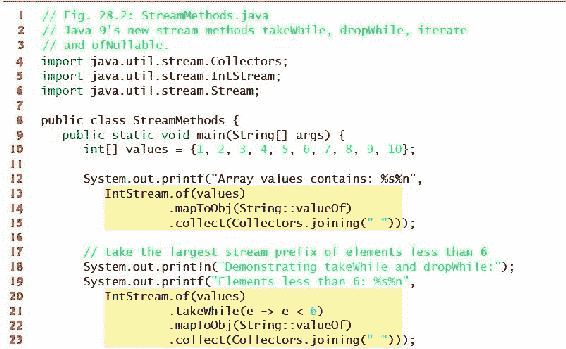 1 // Fig. 28.2: StreamMethods.java
2 // Java 9's new stream methods takeWhile, dropWhile, iterate
3 // and ofNullable.
4 import java.util.stream.Collectors;
5 import java.util.stream.IntStream;
6 import java.util.stream.Stream;
7
8 public class StreamMethods {
9 public static void main(String[] args) {
10 int[] values = {1, 2, 3, 4, 5, 6, 7, 8, 9, 10};
11
12 System.out.printf("Array values contains: %s%n",
13 IntStream.of(values)
14 .mapToObj(String::valueOf)
15 .collect(Collectors.joining(" ")));
16
17 // take the largest stream prefix of elements less than 6
18 System.out.println("Demonstrating takeWhile and dropWhile:");
19 System.out.printf("Elements less than 6: %s%n",
20 IntStream.of(values)
21 .takeWhile(e -> e < 6)
22 .mapToObj(String::valueOf)
23 .collect(Collectors.joining(" ")));